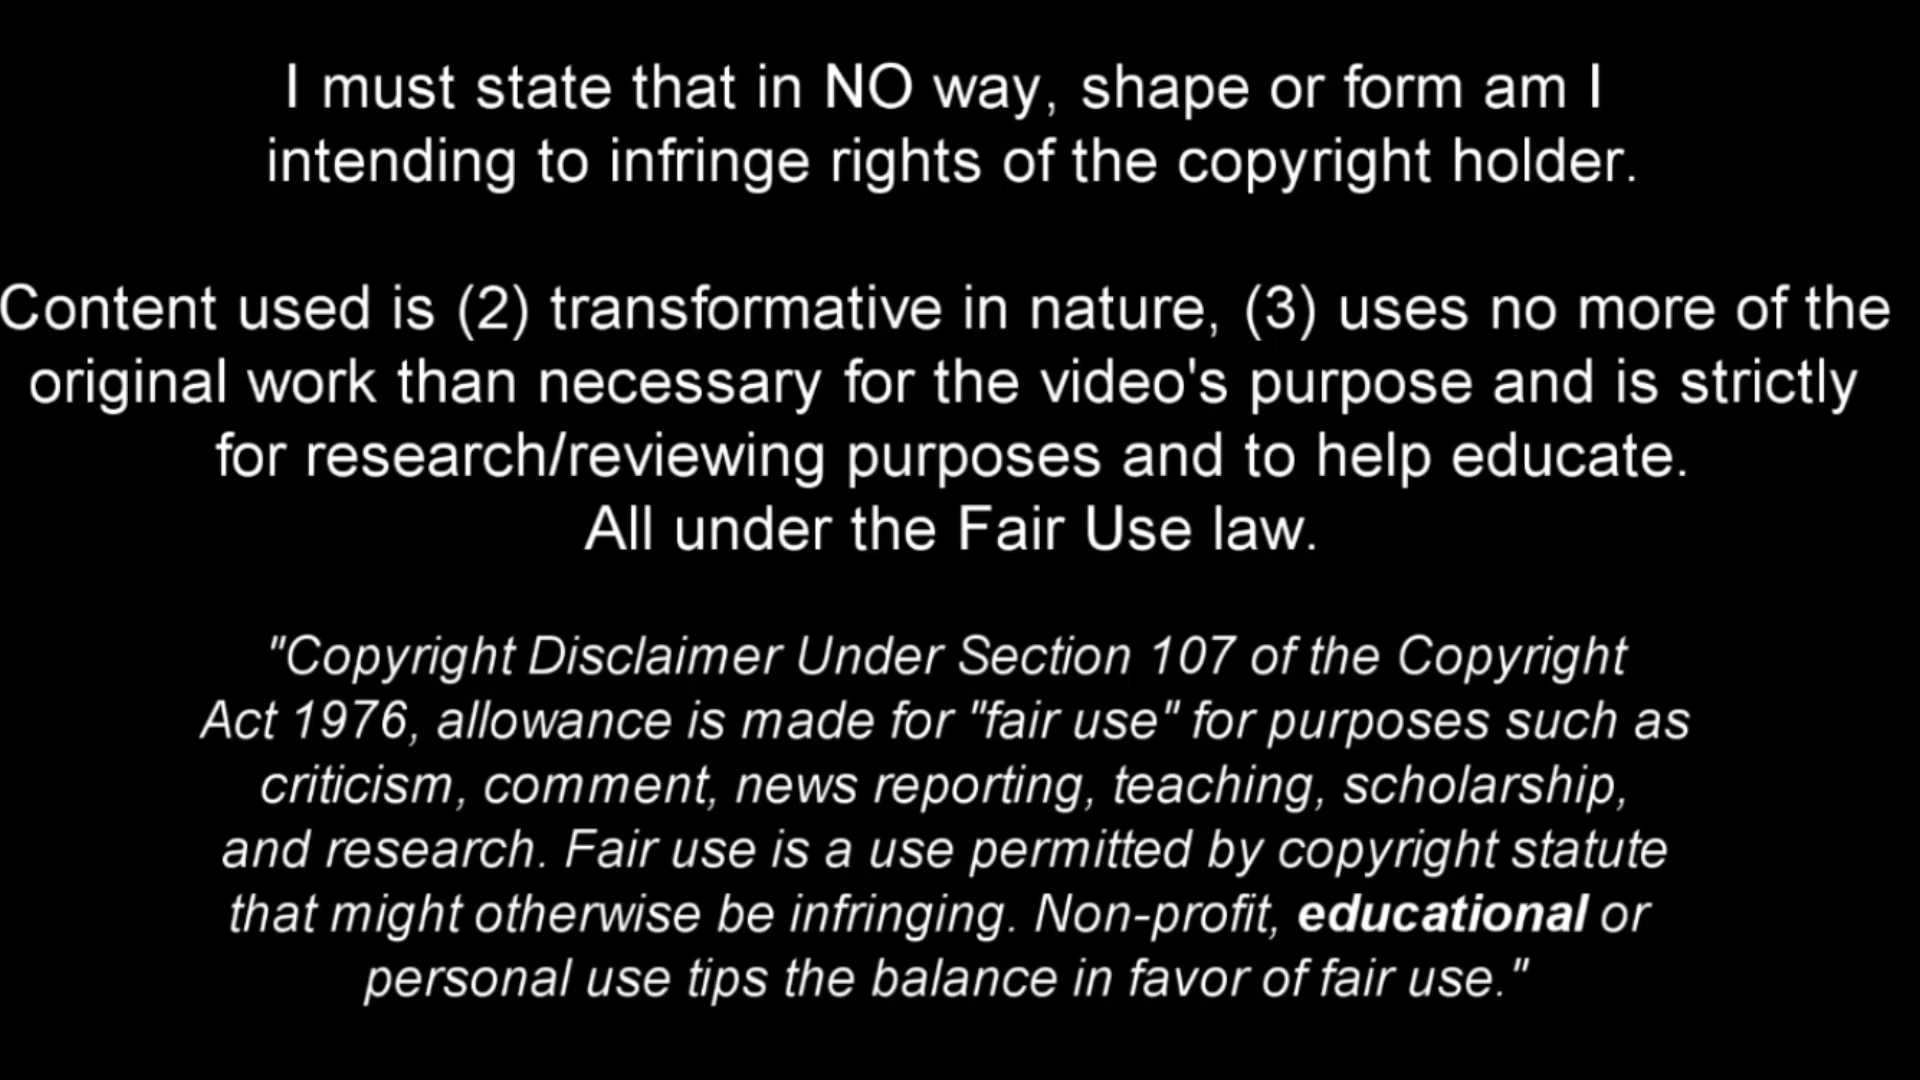 I must state that in NO way, shape or form am I
intending to infringe rights of the copyright holder.
Content used is (2) transformative in nature, (3) uses no more of the
original work than necessary for the video's purpose and is strictly
for research/reviewing purposes and to help educate.
All under the Fair Use law.
"Copyright Disclaimer Under Section 107 of the Copyright
Act 1976, allowance is made for "fair use" for purposes such as
criticism, comment, news reporting, teaching, scholarship,
and research. Fair use is a use permitted by copyright statute
that might otherwise be infringing. Non-profit, educational or
personal use tips the balance in favor of fair use."